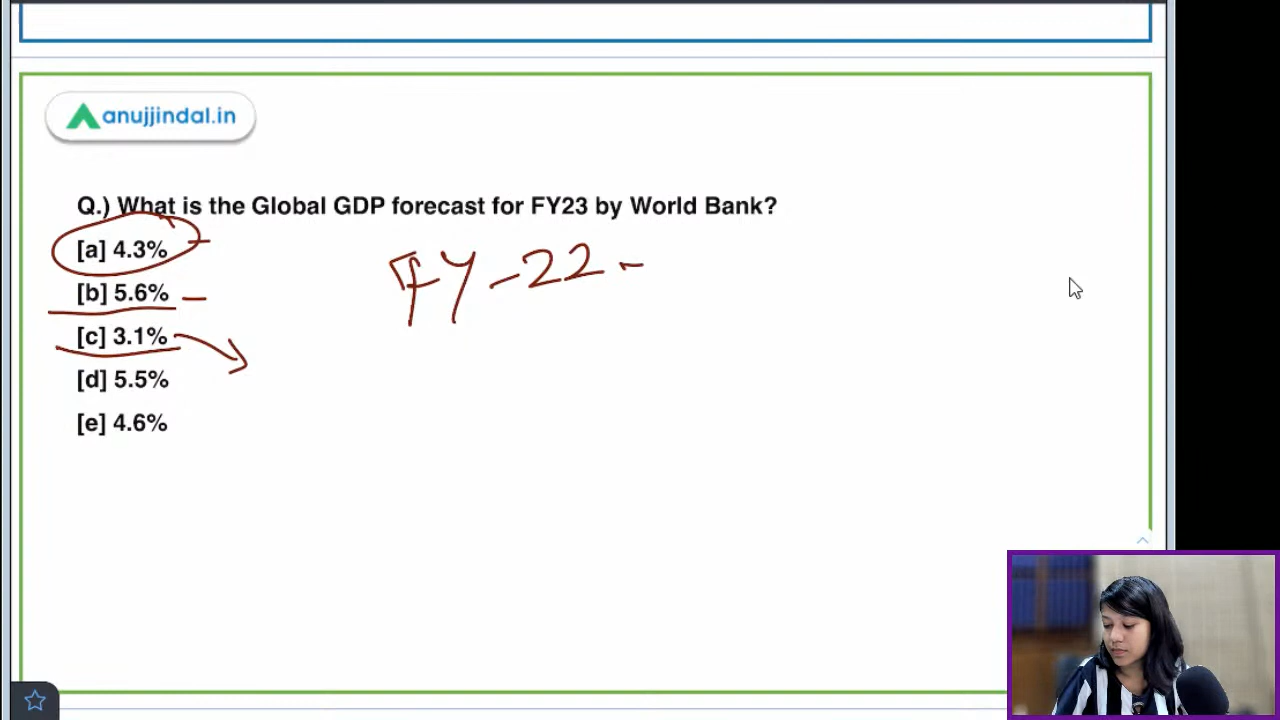 anujjindal.in
Q.) What is the Global GDP forecast for FY23 by World Bank?
[a] 4.3%
FY-22-
[b] 5.6%
[c] 3.1%
[d] 5.5%
[e] 4.6%